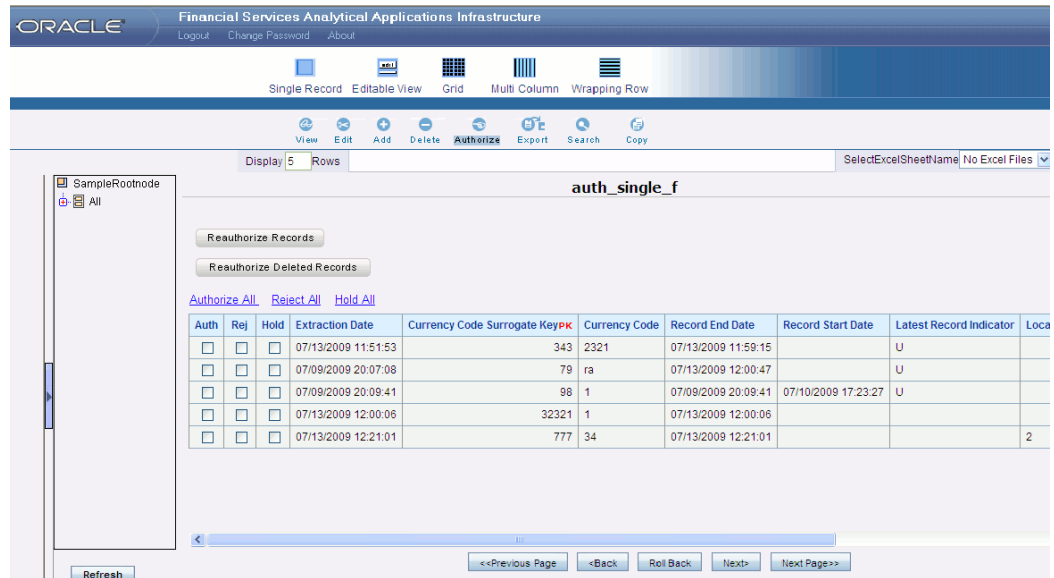 ORACLE
Financial Services Analytical Applications Infrastructure
Logout Change Password About
Single Record Editable View Grid Multi Column Wrapping Row
View Edit Add Delete Authorize Export Search Copy
Display 5 Rows SelectExcelSheetName No Excel Files
SampleRootnode
All
auth_single_f
Reauthorize Records
Reauthorize Deleted Records
Authorize All Reject All Hold All
Auth Rej Hold Extraction Date Currency Code Surrogate KeyPK Currency Code Record End Date Record Start Date Latest Record Indicator Loca
07/13/2009 11:51:53 343 2321 07/13/2009 11:59:15 U
07/09/2009 20:07:08 79 ra 07/13/2009 12:00:47 U
07/09/2009 20:09:41 98 1 07/09/2009 20:09:41 07/10/2009 17:23:27 U
07/13/2009 12:00:06 32321 1 07/13/2009 12:00:06
07/13/2009 12:21:01 777 34 07/13/2009 12:21:01 2
<<Previous Page <Back Roll Back Next> Next Page>>
Refresh